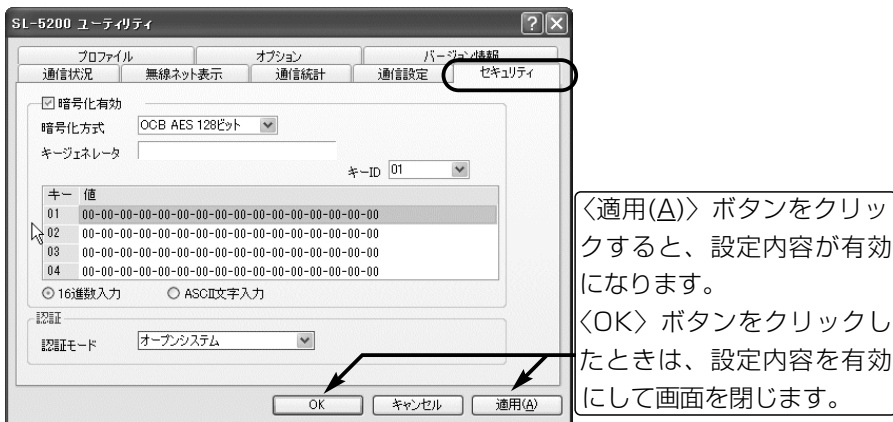 SL-5200 ユーティリティ
プロファイル
オプション
バージョン情報
通信状況
無線ネット表示
通信統計
通信設定
セキュリティ
暗号化有効
暗号化方式
OCB AES 128ビット
キージェネレータ
キーID 01
キー 値
01 00-00-00-00-00-00-00-00-00-00-00-00-00-00-00-00
02 00-00-00-00-00-00-00-00-00-00-00-00-00-00-00-00
03 00-00-00-00-00-00-00-00-00-00-00-00-00-00-00-00
04 00-00-00-00-00-00-00-00-00-00-00-00-00-00-00-00
16進数入力
ASCII文字入力
認証
認証モード
オープンシステム
OK
キャンセル
適用(A)
〈適用(A)〉ボタンをクリッ
クすると、設定内容が有効
になります。
〈OK〉ボタンをクリックし
たときは、設定内容を有効
にして画面を閉じます。